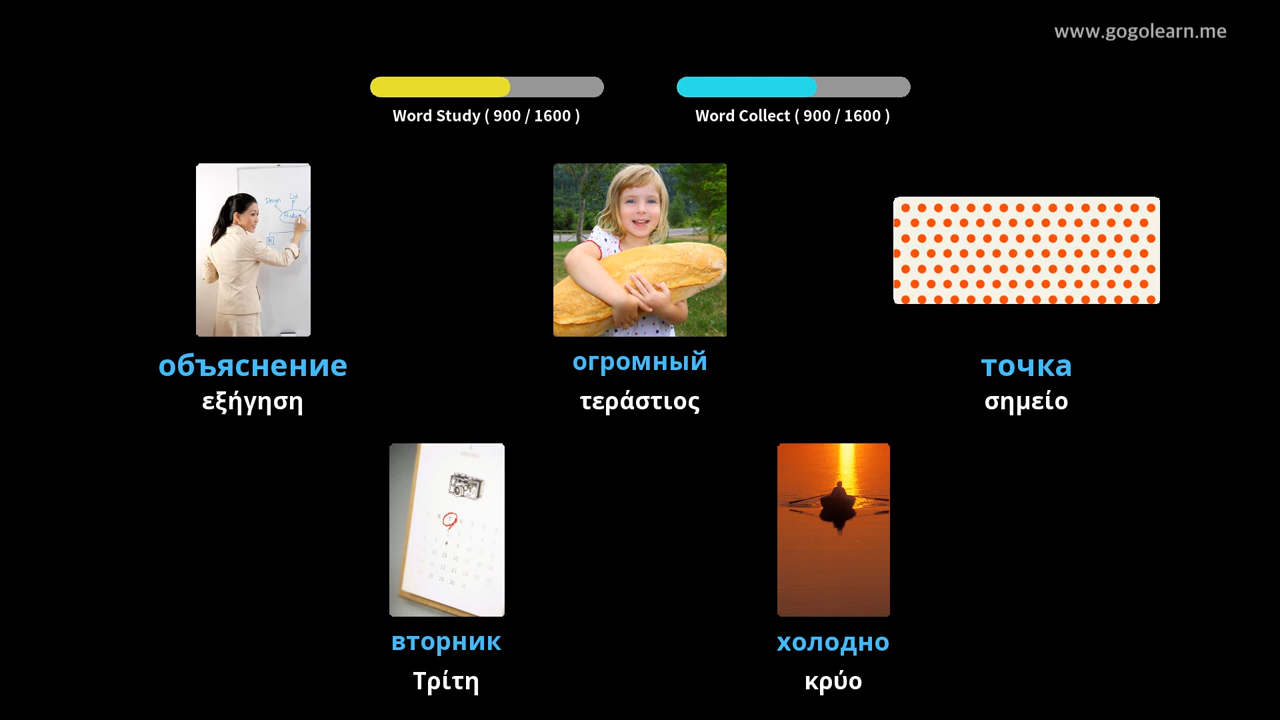 www.gogolearn.me
Word Study ( 900 / 1600 )
Word Collect ( 900 / 1600 )
объяснение
εξήγηση
огромный
τεράστιος
точка
σημείο
вторник
Τρίτη
холодно
κρύο